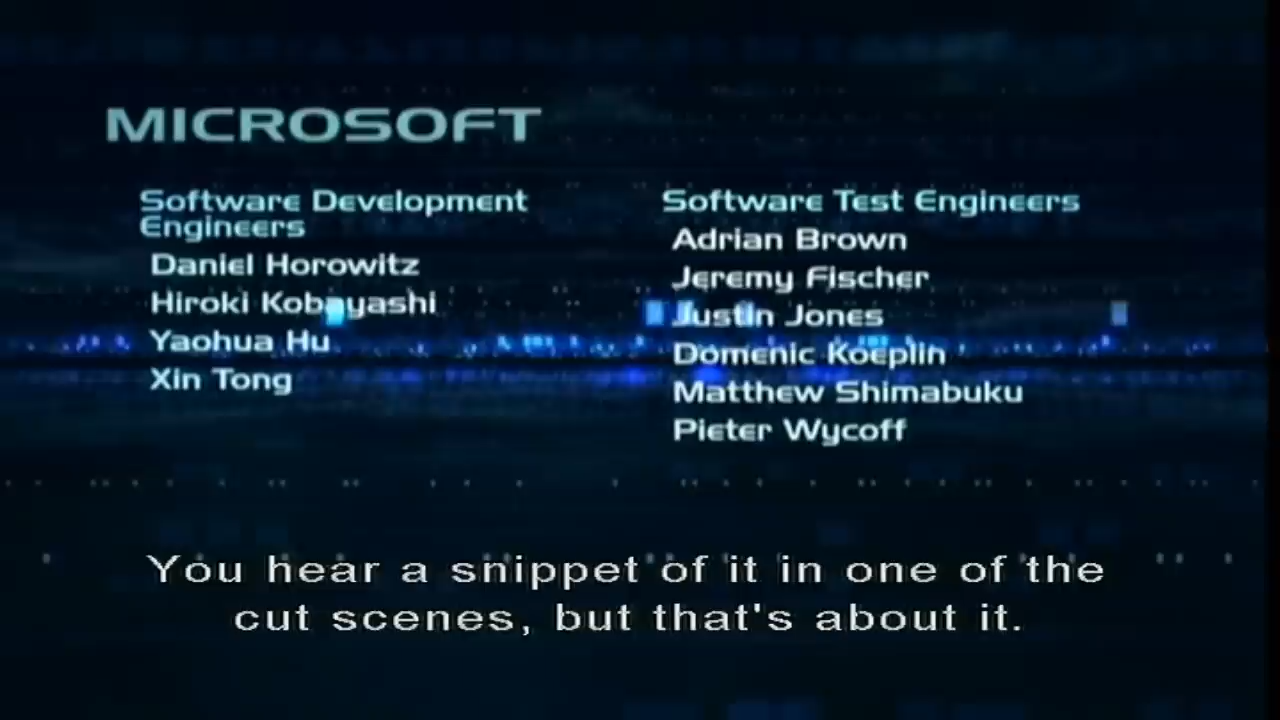 MICROSOFT
Software Development
Engineers
Daniel Horowitz
Hiroki Kobayashi
Yaohua Hu
Xin Tong
Software Test Engineers
Adrian Brown
Jeremy Fischer
Justin Jones
Domenic Koeplin
Matthew Shimabuku
Pieter Wycoff
You hear a snippet of it in one of the
cut scenes, but that's about it.